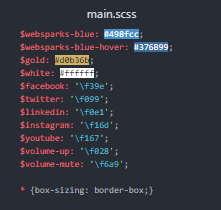 main.scss
$websparks-blue: #498fcc;
$websparks-blue-hover: #376B99;
$gold: #d0b36b;
$white: #ffffff;
$facebook: '\f39e';
$twitter: '\f099';
$linkedin: '\f0e1';
$instagram: '\f16d';
$youtube: '\f167';
$volume-up: '\f028';
$volume-mute: '\f6a9';
* {box-sizing: border-box;}